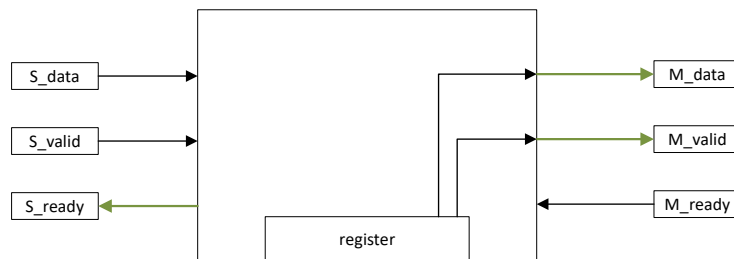 S_data
M_data
S_valid
M_valid
S_ready
M_ready
register